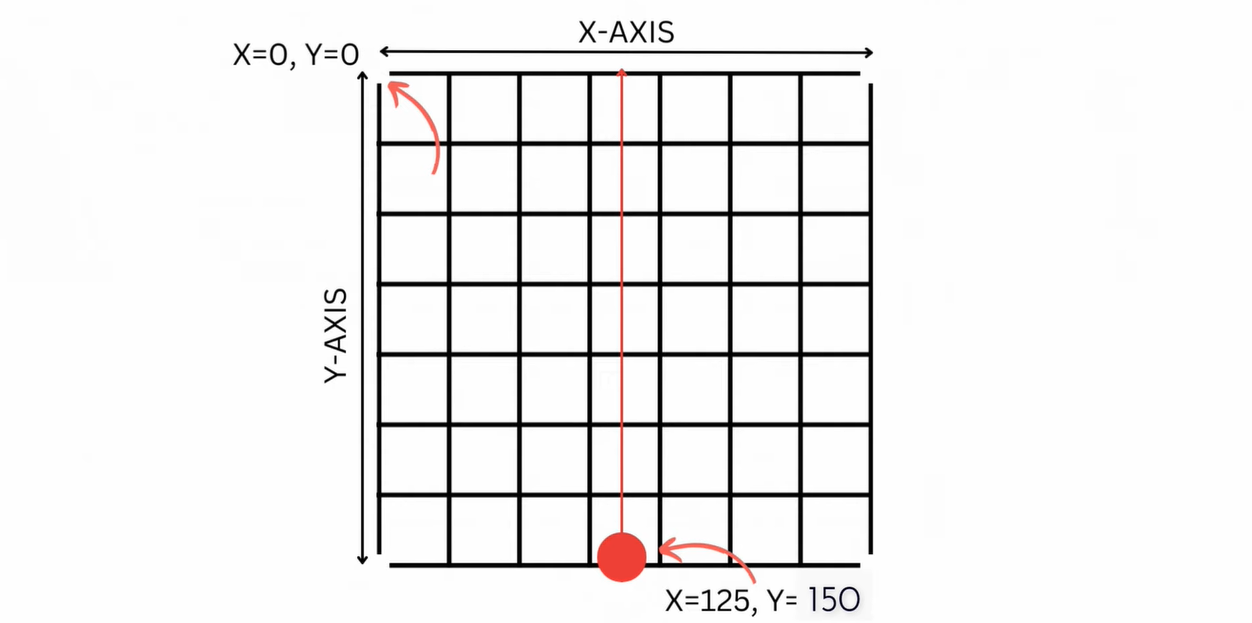 X-AXIS
X=0, Y=0
Y-AXIS
X=125, Y= 150